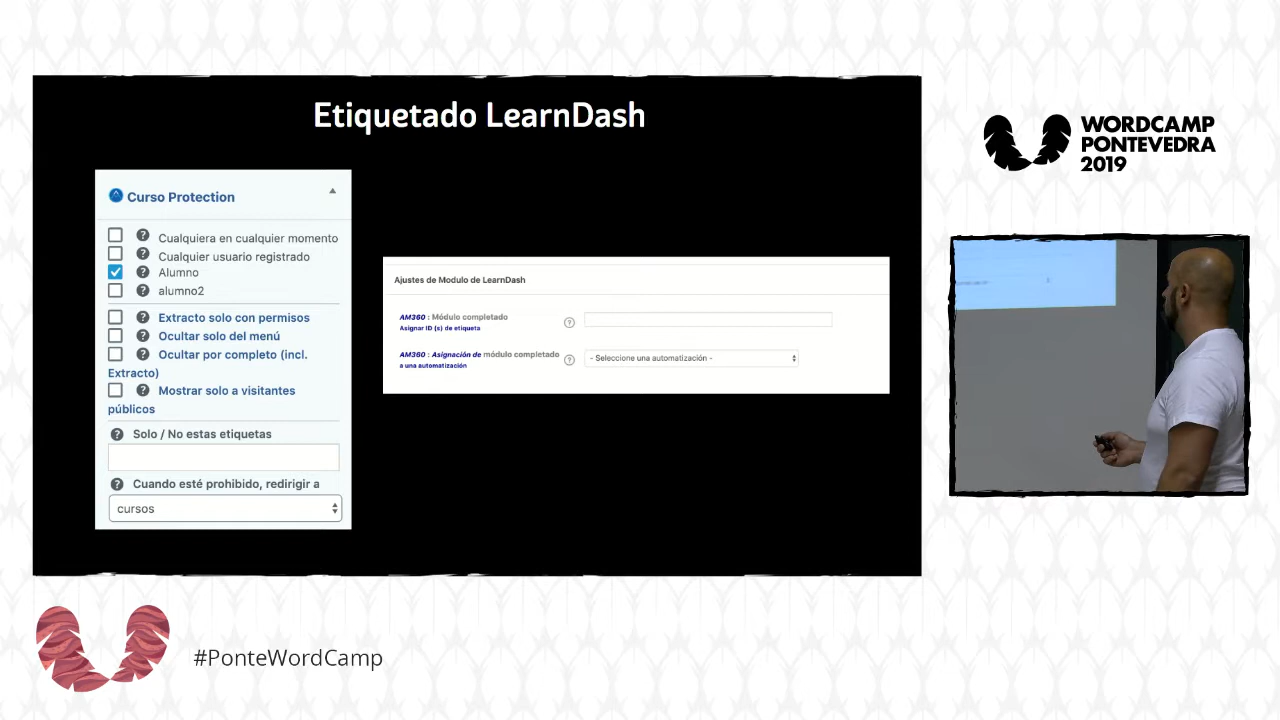 Etiquetado LearnDash
Curso Protection
Cualquiera en cualquier momento
Cualquier usuario registrado
Alumno
alumno2
Extracto solo con permisos
Ocultar solo del menú
Ocultar por completo (incl.
Extracto)
Mostrar solo a visitantes
públicos
Solo / No estas etiquetas
Cuando esté prohibido, redirigir a
cursos
Ajustes de Modulo de LearnDash
AM360 : Módulo completado
Asignar ID (s) de etiqueta
AM360 : Asignación de módulo completado
a una automatización
- Seleccione una automatización -
WORDCAMP
PONTEVEDRA
2019
#PonteWordCamp